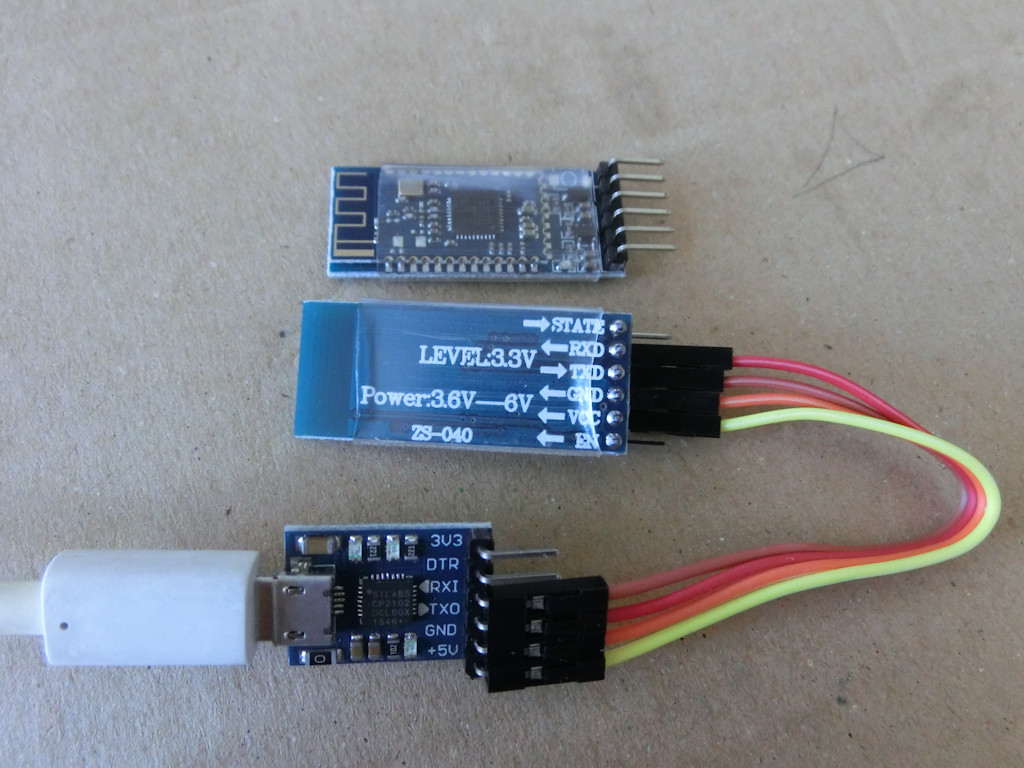 STATE
RXD
LEVEL:3.3V
TXD
GND
Power:3.6V—6V
VCC
ZS-040
EN
3V3
DTR
RXI
TXO
GND
+5V
SILABS
CP2102